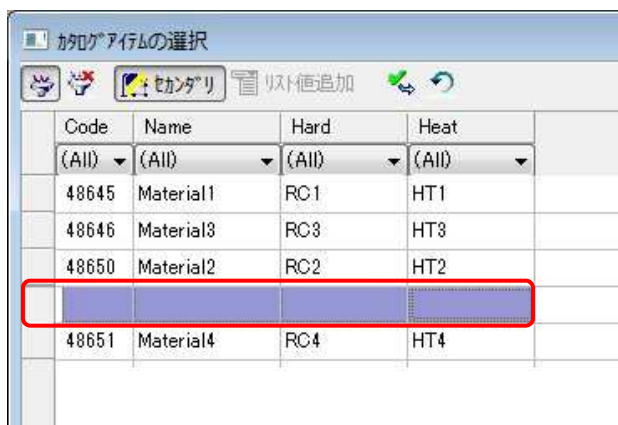 ｶﾀﾛｸﾞｱｲﾃﾑの選択
ｾｶﾝﾀﾞﾘ リスト値追加
Code Name Hard Heat
(All) (All) (All) (All)
48645 Material1 RC1 HT1
48646 Material3 RC3 HT3
48650 Material2 RC2 HT2
48651 Material4 RC4 HT4